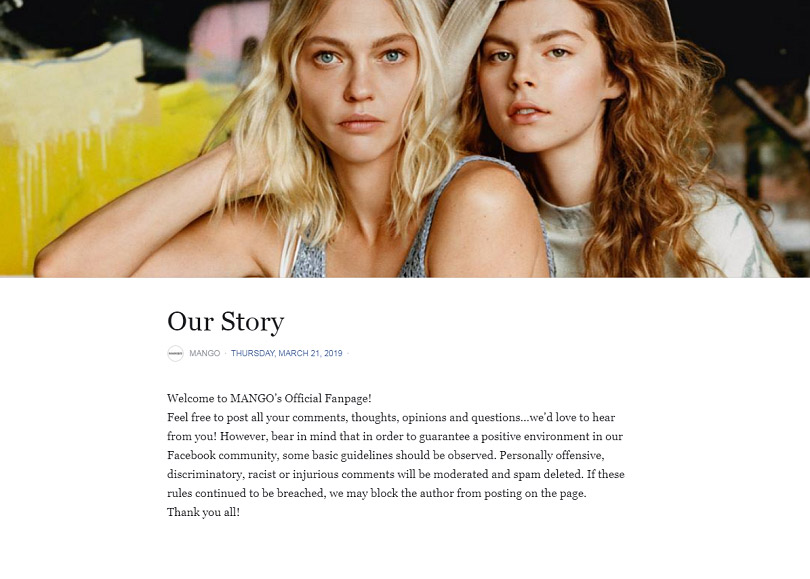 Our Story
MANGO · THURSDAY, MARCH 21, 2019 ·
Welcome to MANGO's Official Fanpage!
Feel free to post all your comments, thoughts, opinions and questions...we'd love to hear
from you! However, bear in mind that in order to guarantee a positive environment in our
Facebook community, some basic guidelines should be observed. Personally offensive,
discriminatory, racist or injurious comments will be moderated and spam deleted. If these
rules continued to be breached, we may block the author from posting on the page.
Thank you all!